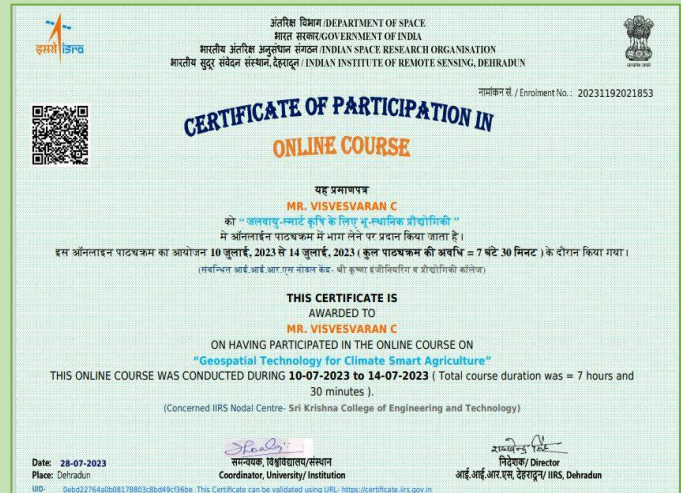 अंतरिक्ष विभाग /DEPARTMENT OF SPACE
भारत सरकार/GOVERNMENT OF INDIA
भारतीय अंतरिक्ष अनुसंधान संगठन /INDIAN SPACE RESEARCH ORGANISATION
भारतीय सुदूर संवेदन संस्थान,देहरादून / INDIAN INSTITUTE OF REMOTE SENSING, DEHRADUN
इसरो isro
नामांकन सं. / Enrolment No. : 20231192021853
CERTIFICATE OF PARTICIPATION IN
ONLINE COURSE
यह प्रमाणपत्र
MR. VISVESVARAN C
को " जलवायु-स्मार्ट कृषि के लिए भू-स्थानिक प्रौद्योगिकी "
मे ऑनलाईन पाठ्यक्रम में भाग लेने पर प्रदान किया जाता है।
इस ऑनलाइन पाठ्यक्रम का आयोजन 10 जुलाई, 2023 से 14 जुलाई, 2023 ( कुल पाठ्यक्रम की अवधि = 7 घंटे 30 मिनट ) के दौरान किया गया।
(संबन्धित आई.आई.आर.एस नोडल केंद्र- श्री कृष्णा इंजीनियरिंग व प्रौद्योगिकी कॉलेज)
THIS CERTIFICATE IS
AWARDED TO
MR. VISVESVARAN C
ON HAVING PARTICIPATED IN THE ONLINE COURSE ON
"Geospatial Technology for Climate Smart Agriculture"
THIS ONLINE COURSE WAS CONDUCTED DURING 10-07-2023 to 14-07-2023 ( Total course duration was = 7 hours and
30 minutes ).
(Concerned IIRS Nodal Centre- Sri Krishna College of Engineering and Technology)
Date: 28-07-2023
Place: Dehradun
समन्वयक, विश्वविद्यालय/संस्थान
Coordinator, University/ Institution
निदेशक/ Director
आई.आई.आर.एस, देहरादून/ IIRS, Dehradun
UID- 0ebd22764a0b08178803c8bd49cf36be .This Certificate can be validated using URL- https://certificate.iirs.gov.in